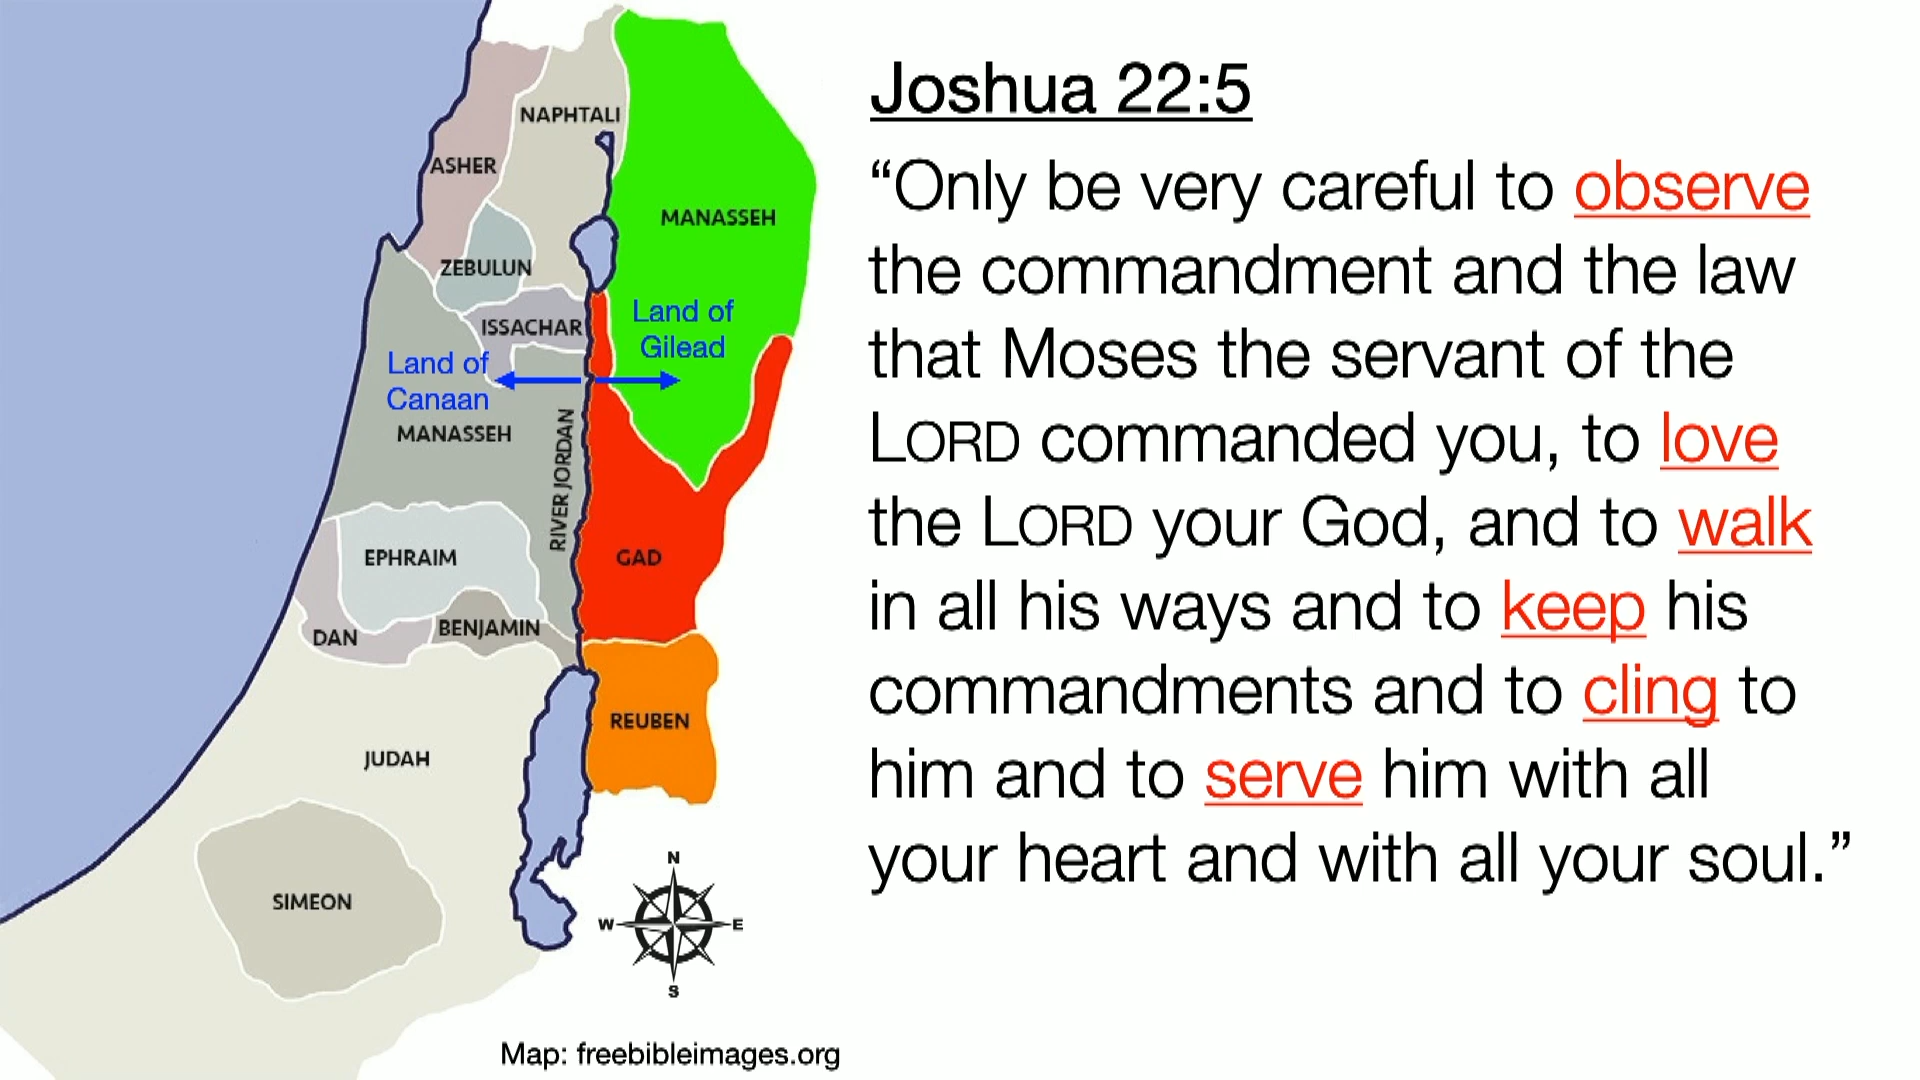 NAPHTALI
ASHER
MANASSEH
ZEBULUN
ISSACHAR
Land of
Gilead
Land of
Canaan
MANASSEH
RIVER JORDAN
EPHRAIM
GAD
DAN
BENJAMIN
REUBEN
JUDAH
SIMEON
N
W
E
S
Map: freebibleimages.org
Joshua 22:5
“Only be very careful to observe
the commandment and the law
that Moses the servant of the
LORD commanded you, to love
the LORD your God, and to walk
in all his ways and to keep his
commandments and to cling to
him and to serve him with all
your heart and with all your soul.”